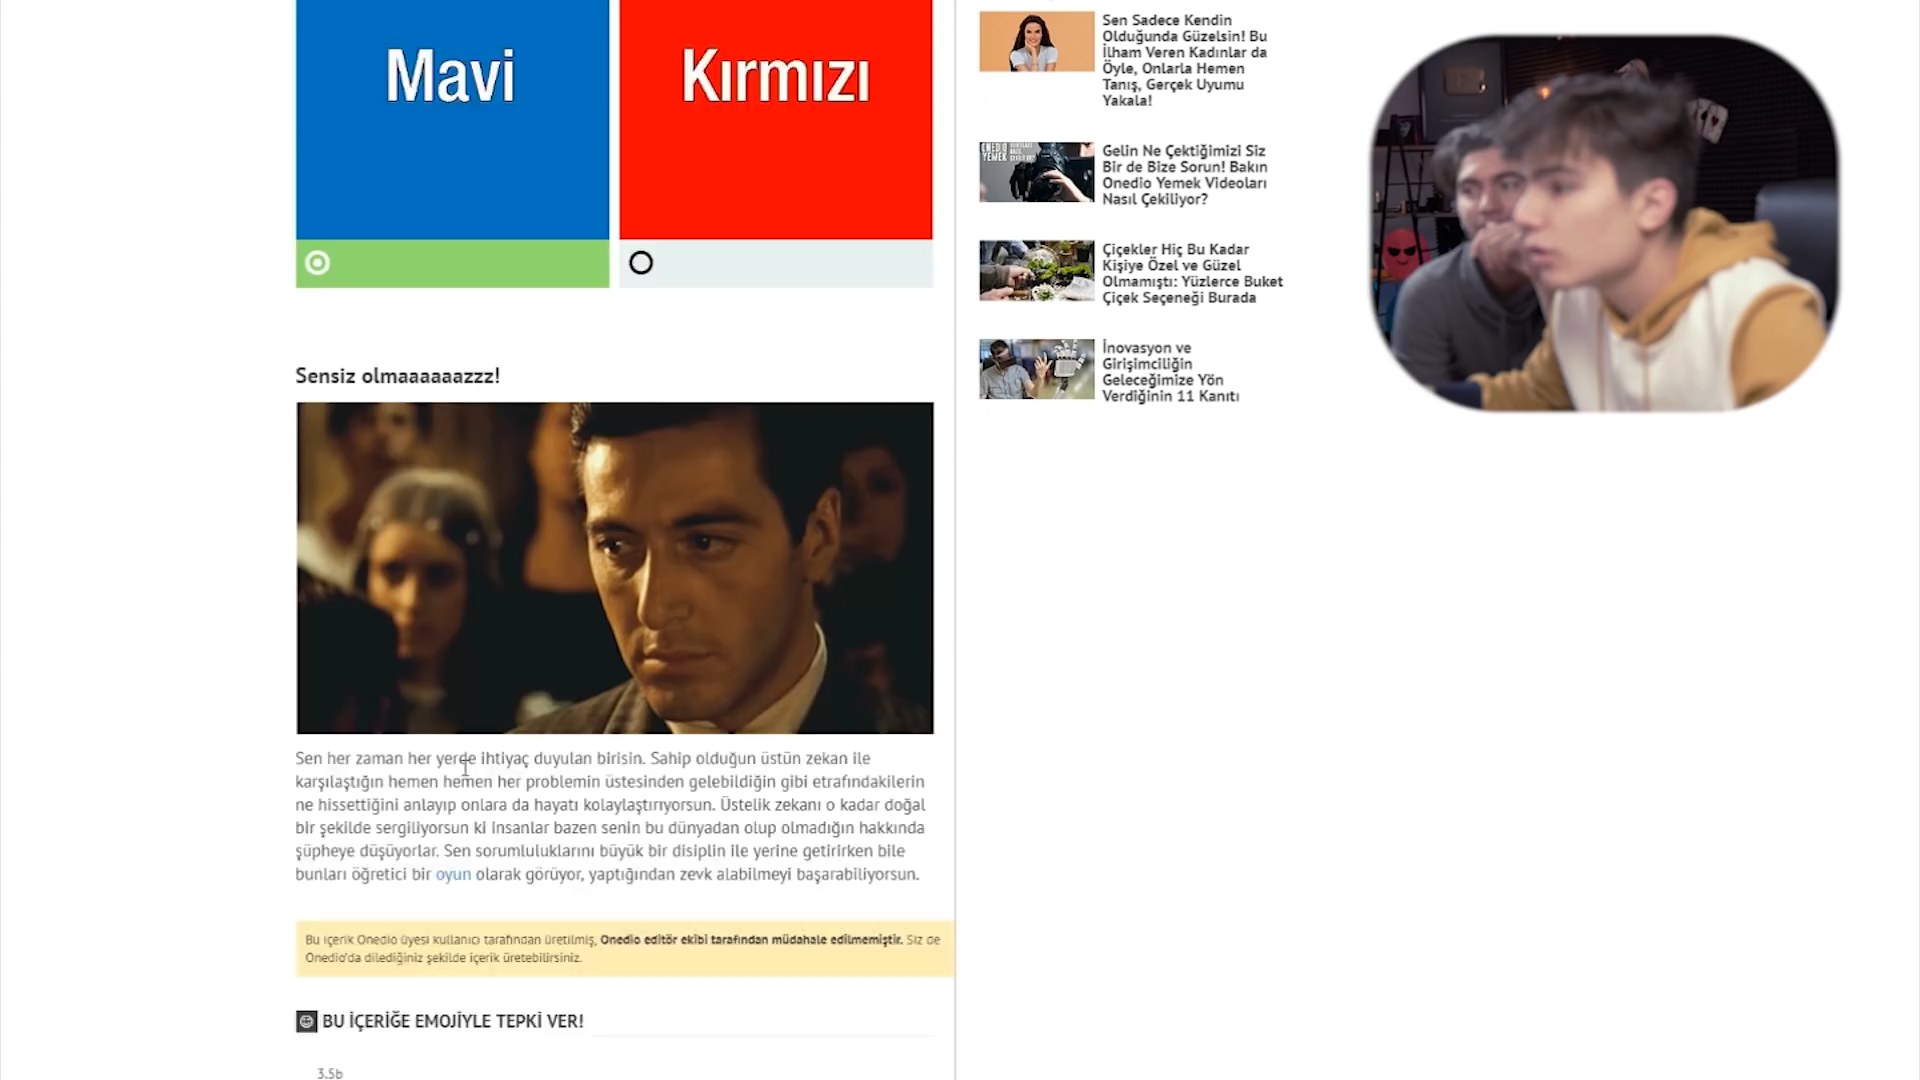 Mavi
Kırmızı
Sensiz olmaaaaaazzz!
Sen her zaman her yerde ihtiyaç duyulan birisin. Sahip olduğun üstün zekan ile
karşılaştığın hemen hemen her problemin üstesinden gelebildiğin gibi etrafındakilerin
ne hissettiğini anlayıp onlara da hayatı kolaylaştırıyorsun. Üstelik zekanı o kadar doğal
bir şekilde sergiliyorsun ki insanlar bazen senin bu dünyadan olup olmadığın hakkında
şüpheye düşüyorlar. Sen sorumluluklarını büyük bir disiplin ile yerine getirirken bile
bunları öğretici bir oyun olarak görüyor, yaptığından zevk alabilmeyi başarabiliyorsun.
Bu içerik Onedio üyesi kullanıcı tarafından üretilmiş, Onedio editör ekibi tarafından müdahale edilmemiştir. Siz de
Onedio'da dilediğiniz şekilde içerik üretebilirsiniz.
BU İÇERİĞE EMOJİYLE TEPKİ VER!
3.5b
Sen Sadece Kendin
Olduğunda Güzelsin! Bu
İlham Veren Kadınlar da
Öyle, Onlarla Hemen
Tanış, Gerçek Uyumu
Yakala!
ONEDIO
YEMEK
Gelin Ne Çektiğimizi Siz
Bir de Bize Sorun! Bakın
Onedio Yemek Videoları
Nasıl Çekiliyor?
Çiçekler Hiç Bu Kadar
Kişiye Özel ve Güzel
Olmamıştı: Yüzlerce Buket
Çiçek Seçeneği Burada
İnovasyon ve
Girişimciliğin
Geleceğimize Yön
Verdiğinin 11 Kanıtı